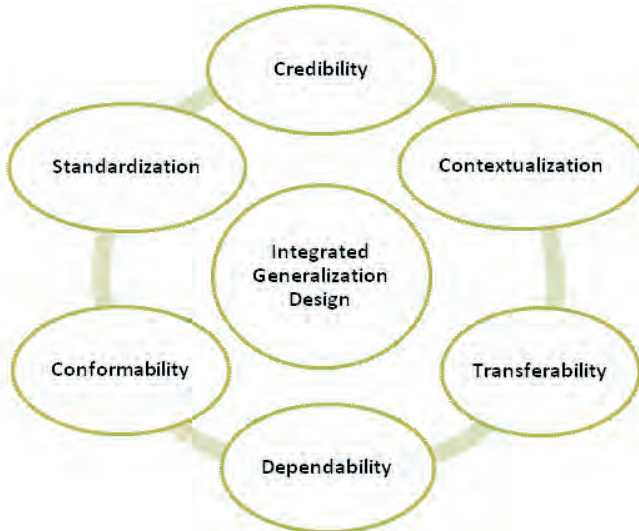 Credibility
Standardization
Contextualization
Integrated
Generalization
Design
Conformability
Transferability
Dependability